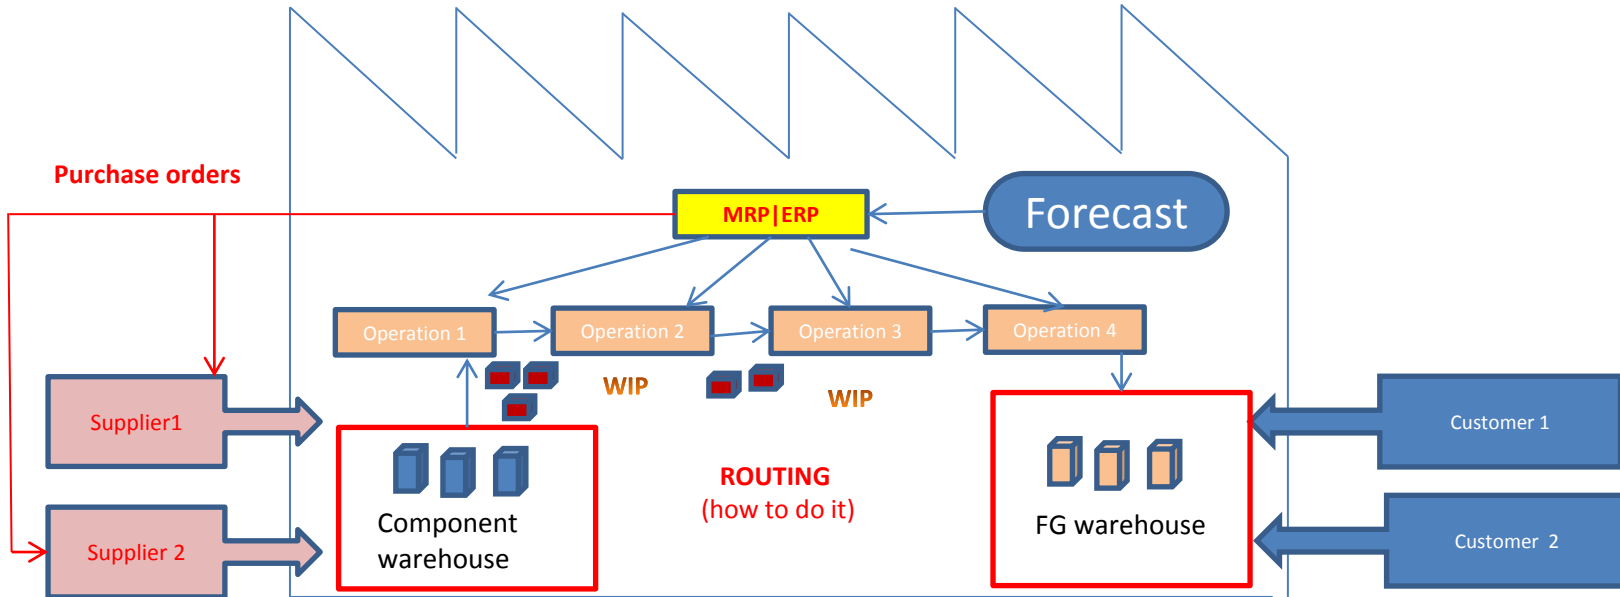 Purchase orders
MRP|ERP
Forecast
Operation 1
Operation 2
Operation 3
Operation 4
WIP
WIP
Supplier1
Customer 1
ROUTING
(how to do it)
Component
warehouse
FG warehouse
Supplier 2
Customer  2